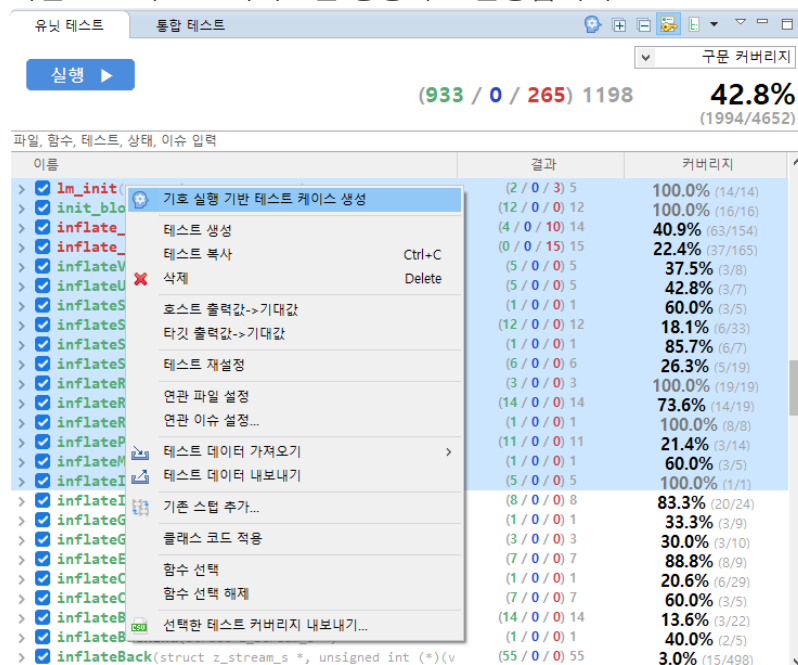 유닛 테스트 통합 테스트
구문 커버리지
실행
(933 / 0 / 265) 1198 42.8%
(1994/4652)
파일, 함수, 테스트, 상태, 이슈 입력
이름 결과 커버리지
lm_init( (2 / 0 / 3) 5 100.0% (14/14)
init_blo (12 / 0 / 0) 12 100.0% (16/16)
inflate_ (4 / 0 / 10) 14 40.9% (63/154)
inflate_ (0 / 0 / 15) 15 22.4% (37/165)
inflateV (5 / 0 / 0) 5 37.5% (3/8)
inflateU (5 / 0 / 0) 5 42.8% (3/7)
inflateS (1 / 0 / 0) 1 60.0% (3/5)
inflateS (12 / 0 / 0) 12 18.1% (6/33)
inflateS (1 / 0 / 0) 1 85.7% (6/7)
inflateS (6 / 0 / 0) 6 26.3% (5/19)
inflateR (3 / 0 / 0) 3 100.0% (19/19)
inflateR (14 / 0 / 0) 14 73.6% (14/19)
inflateR (1 / 0 / 0) 1 100.0% (8/8)
inflateP (11 / 0 / 0) 11 21.4% (3/14)
inflateM (1 / 0 / 0) 1 60.0% (3/5)
inflateI (5 / 0 / 0) 5 100.0% (1/1)
inflateI (8 / 0 / 0) 8 83.3% (20/24)
inflateG (1 / 0 / 0) 1 33.3% (3/9)
inflateG (3 / 0 / 0) 3 30.0% (3/10)
inflateE (7 / 0 / 0) 7 88.8% (8/9)
inflateC (1 / 0 / 0) 1 20.6% (6/29)
inflateC (7 / 0 / 0) 7 60.0% (3/5)
inflateB (14 / 0 / 0) 14 13.6% (3/22)
inflateB (1 / 0 / 0) 1 40.0% (2/5)
inflateBack(struct z_stream_s *, unsigned int (*)(v (55 / 0 / 0) 55 3.0% (15/498)
기호 실행 기반 테스트 케이스 생성
테스트 생성
테스트 복사 Ctrl+C
삭제 Delete
호스트 출력값->기대값
타깃 출력값->기대값
테스트 재설정
연관 파일 설정
연관 이슈 설정...
테스트 데이터 가져오기
테스트 데이터 내보내기
기존 스텁 추가...
클래스 코드 적용
함수 선택
함수 선택 해제
CSV 선택한 테스트 커버리지 내보내기...